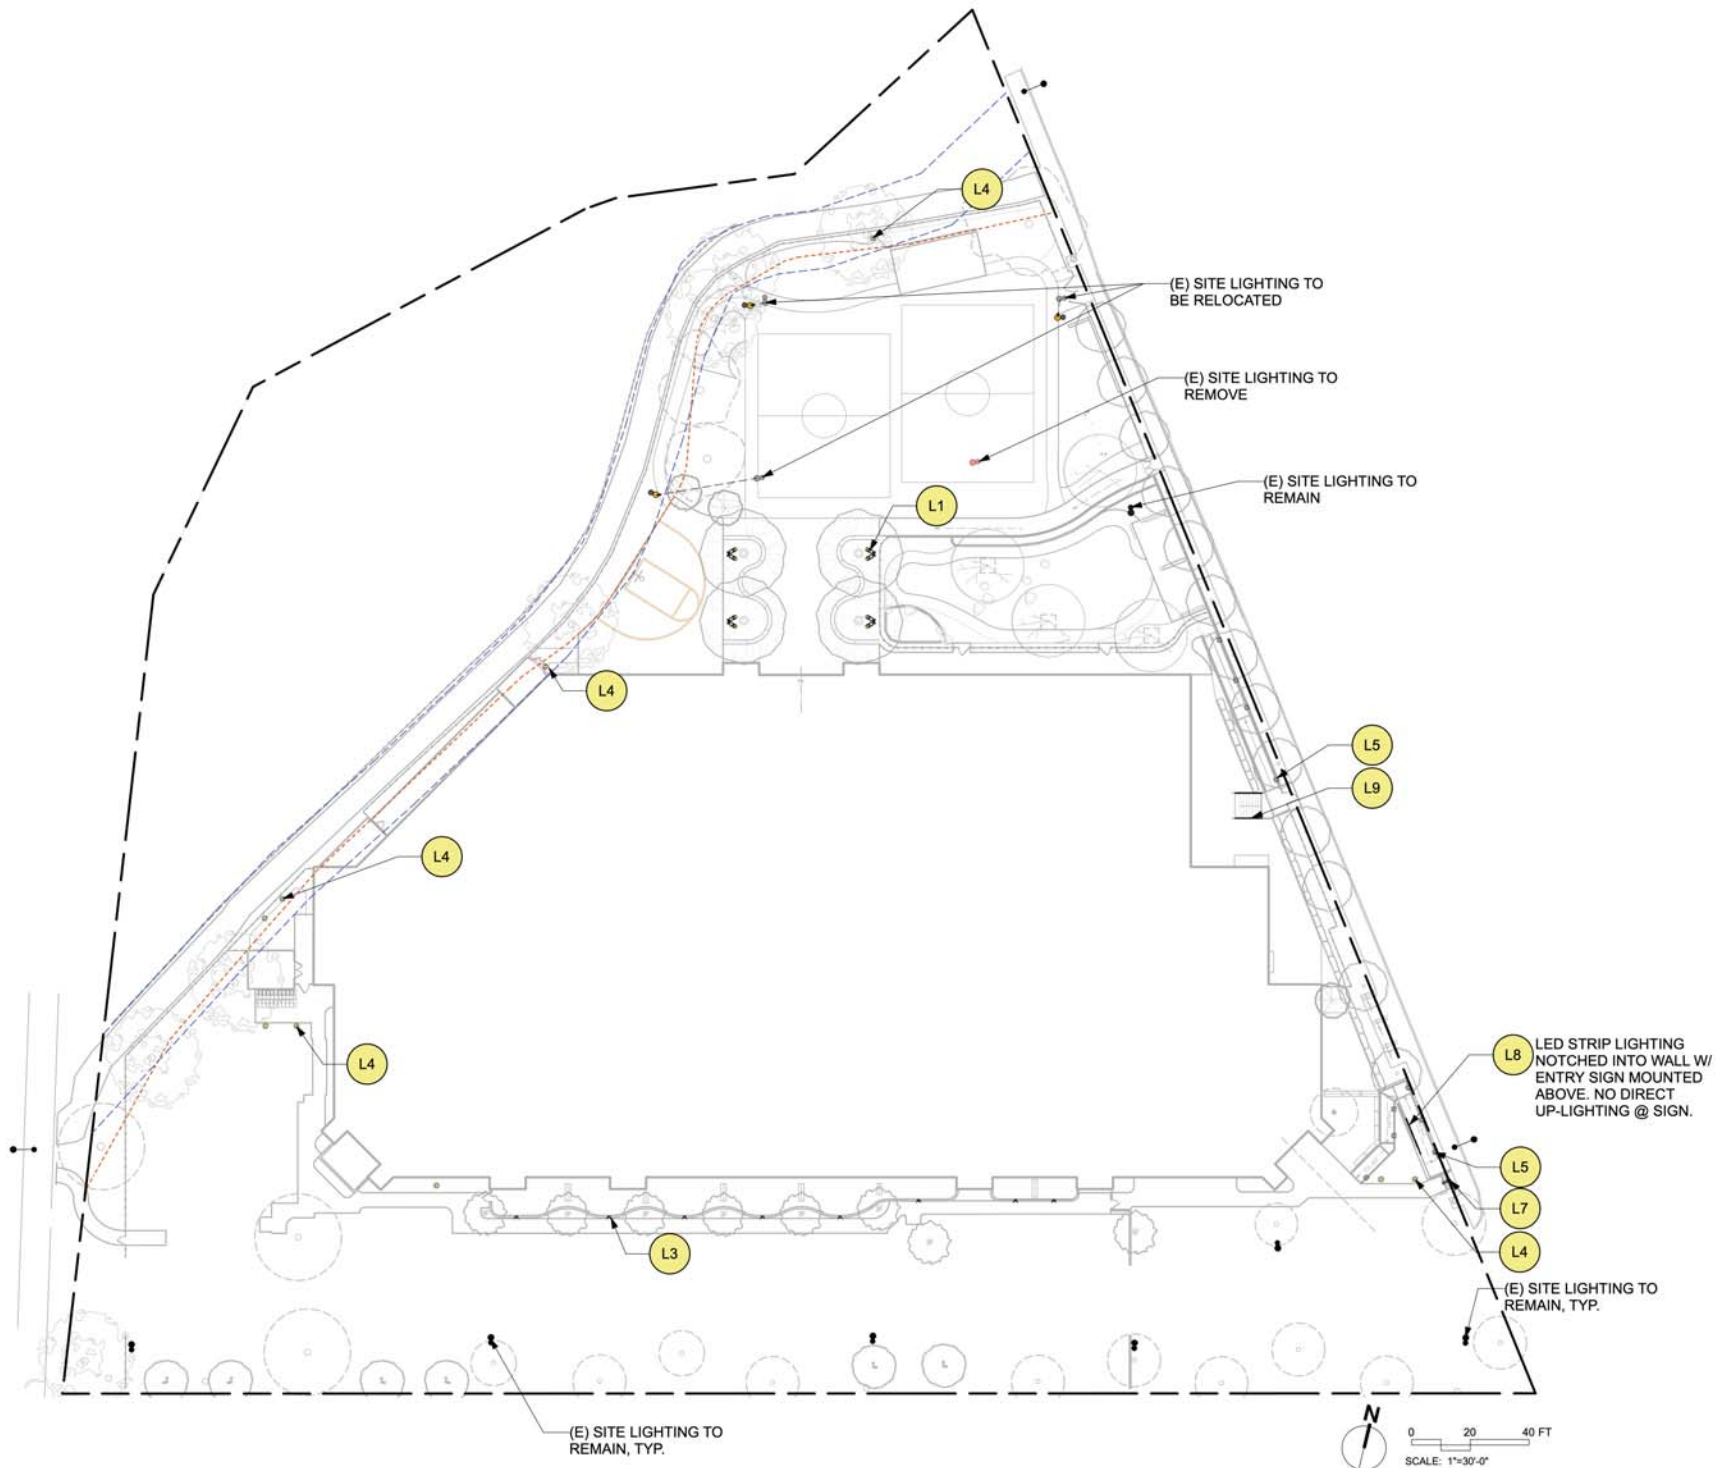 L4
(E) SITE LIGHTING TO
BE RELOCATED
(E) SITE LIGHTING TO
REMOVE
(E) SITE LIGHTING TO
REMAIN
L1
L4
L5
L9
L4
L8
LED STRIP LIGHTING
NOTCHED INTO WALL W/
ENTRY SIGN MOUNTED
ABOVE. NO DIRECT
UP-LIGHTING @ SIGN.
L4
L5
L7
L3
L4
(E) SITE LIGHTING TO
REMAIN, TYP.
(E) SITE LIGHTING TO
REMAIN, TYP.
N
0 20 40 FT
SCALE: 1"=30'-0"